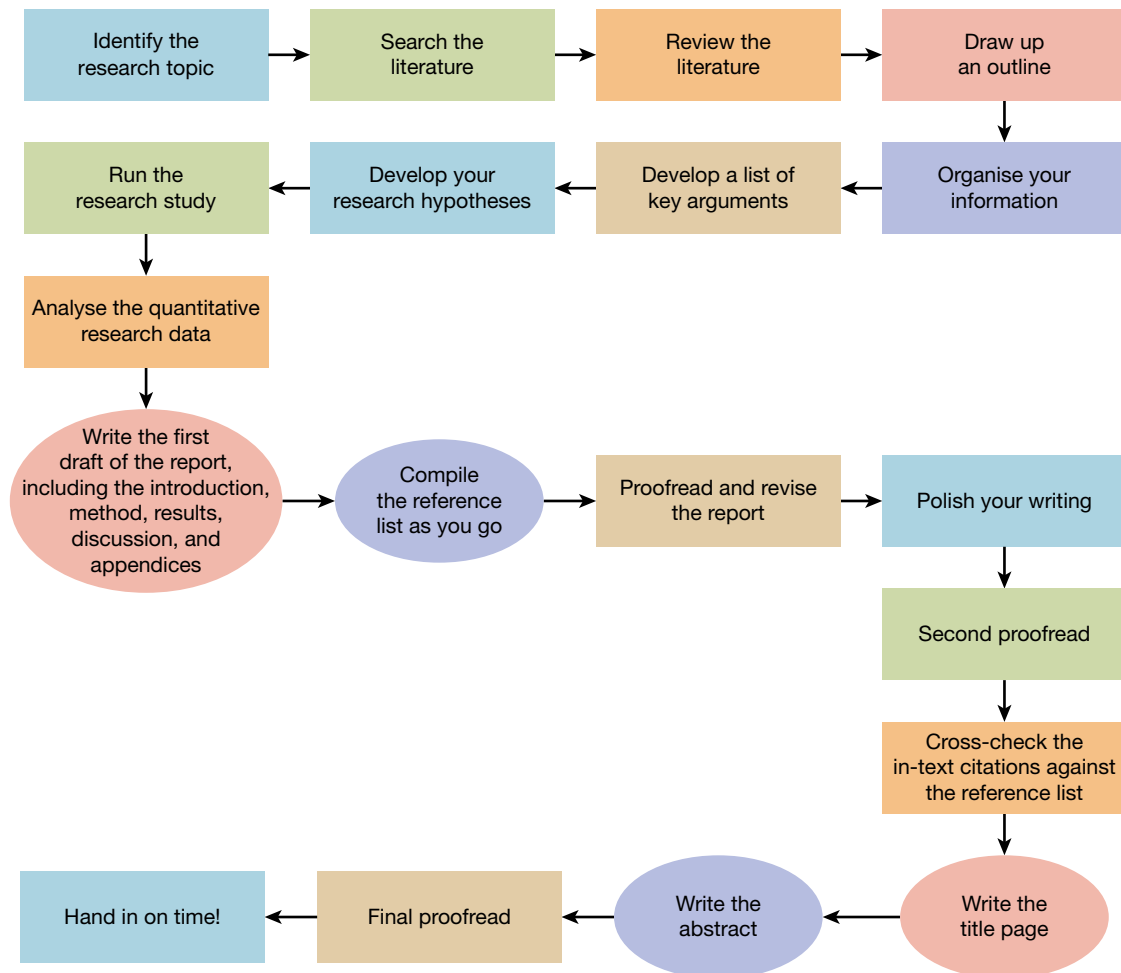 Identify the
research topic
Search the
literature
Review the
literature
Draw up
an outline
Organise your
information
Develop a list of
key arguments
Develop your
research hypotheses
Run the
research study
Analyse the quantitative
research data
Write the first
draft of the report,
including the introduction,
method, results,
discussion, and
appendices
Compile
the reference
list as you go
Proofread and revise
the report
Polish your writing
Second proofread
Cross-check the
in-text citations against
the reference list
Write the
title page
Write the
abstract
Final proofread
Hand in on time!